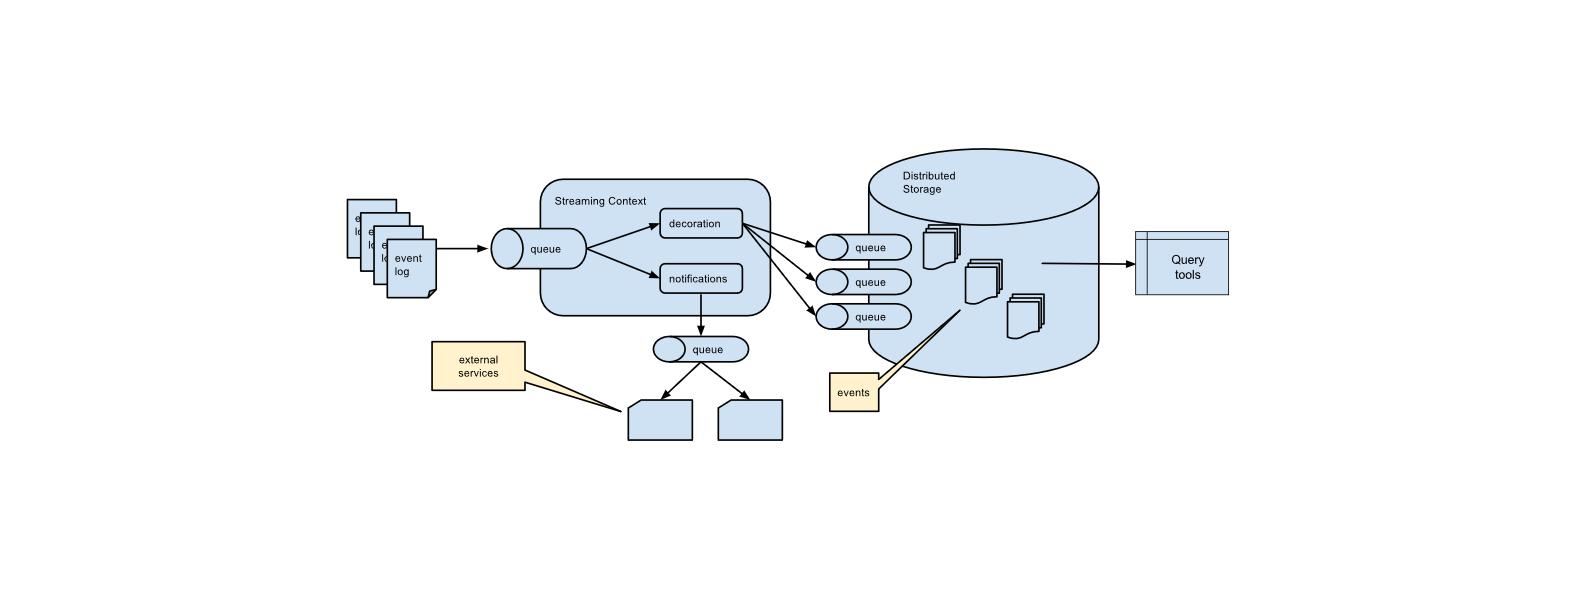 Distributed
Storage
Streaming Context
e
lo
e
lo
e
lo
event
log
queue
decoration
notifications
queue
queue
queue
Query
tools
queue
external
services
events